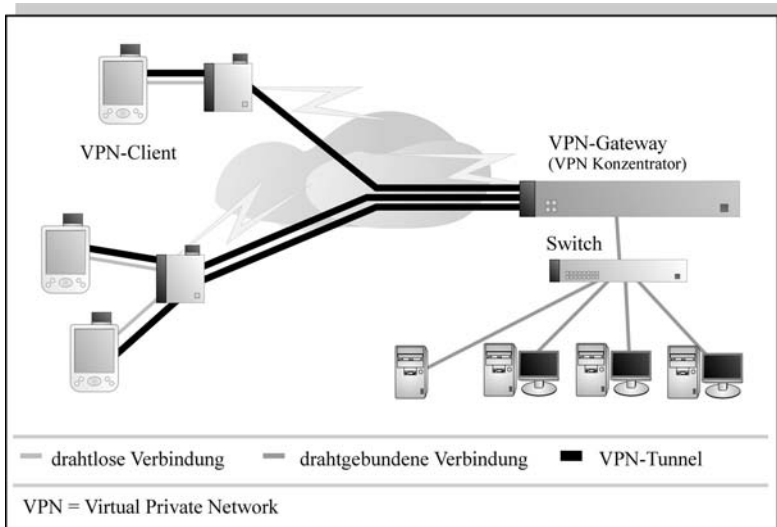 VPN-Client
VPN-Gateway
(VPN Konzentrator)
Switch
drahtlose Verbindung
drahtgebundene Verbindung
VPN-Tunnel
VPN = Virtual Private Network